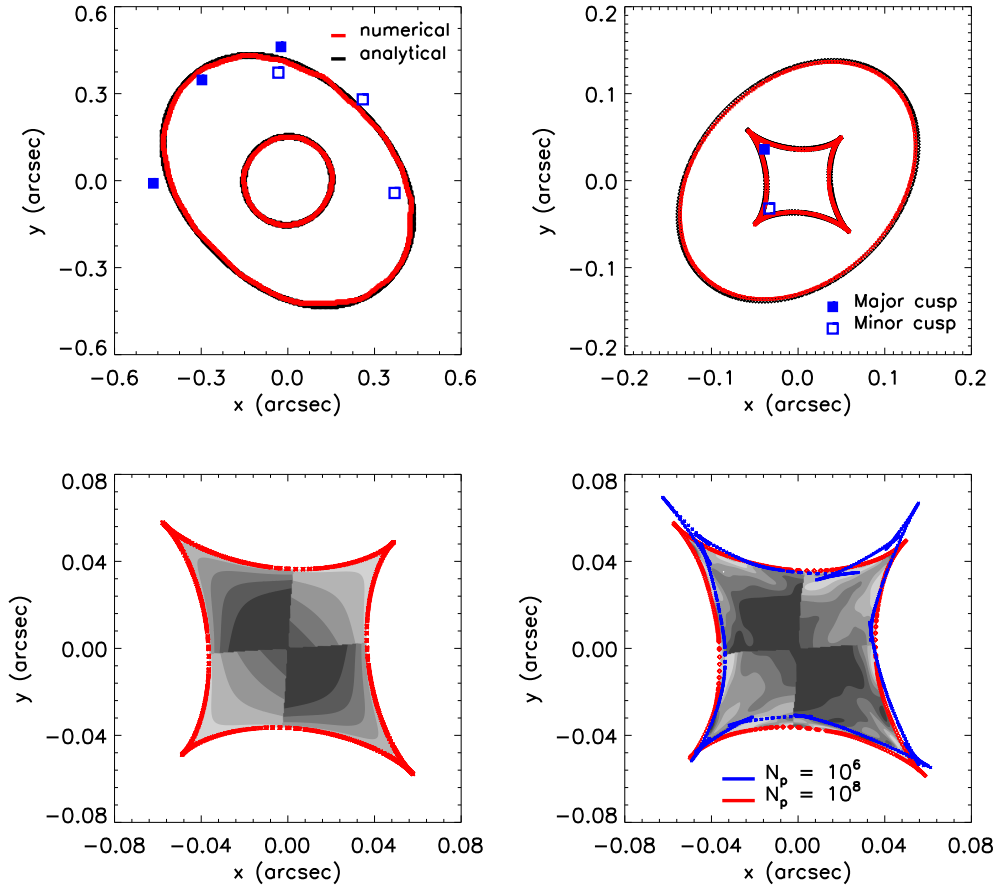 0.6
0.3
0.0
−0.3
−0.6
y (arcsec)
numerical
analytical
−0.6 −0.3 0.0 0.3 0.6
x (arcsec)
0.2
0.1
0.0
−0.1
−0.2
y (arcsec)
Major cusp
Minor cusp
−0.2 −0.1 0.0 0.1 0.2
x (arcsec)
0.08
0.04
0.00
−0.04
−0.08
y (arcsec)
−0.08 −0.04 0.00 0.04 0.08
x (arcsec)
0.08
0.04
0.00
−0.04
−0.08
y (arcsec)
Nₚ = 10⁶
Nₚ = 10⁸
−0.08 −0.04 0.00 0.04 0.08
x (arcsec)